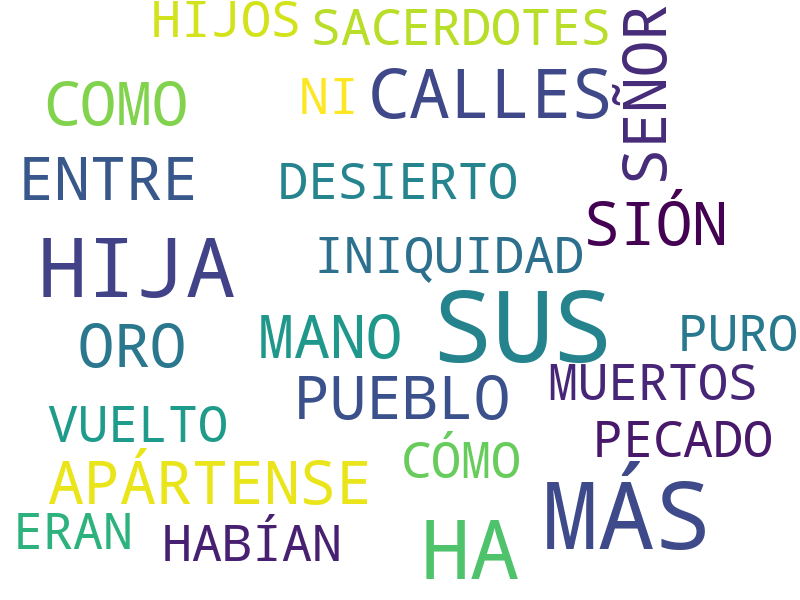 HIJOS
SACERDOTES
SEÑOR
COMO
NI
CALLES
ENTRE
DESIERTO
SIÓN
HIJA
INIQUIDAD
SUS
ORO
MANO
PURO
PUEBLO
MUERTOS
VUELTO
CÓMO
PECADO
APÁRTENSE
MÁS
ERAN
HABÍAN
HA